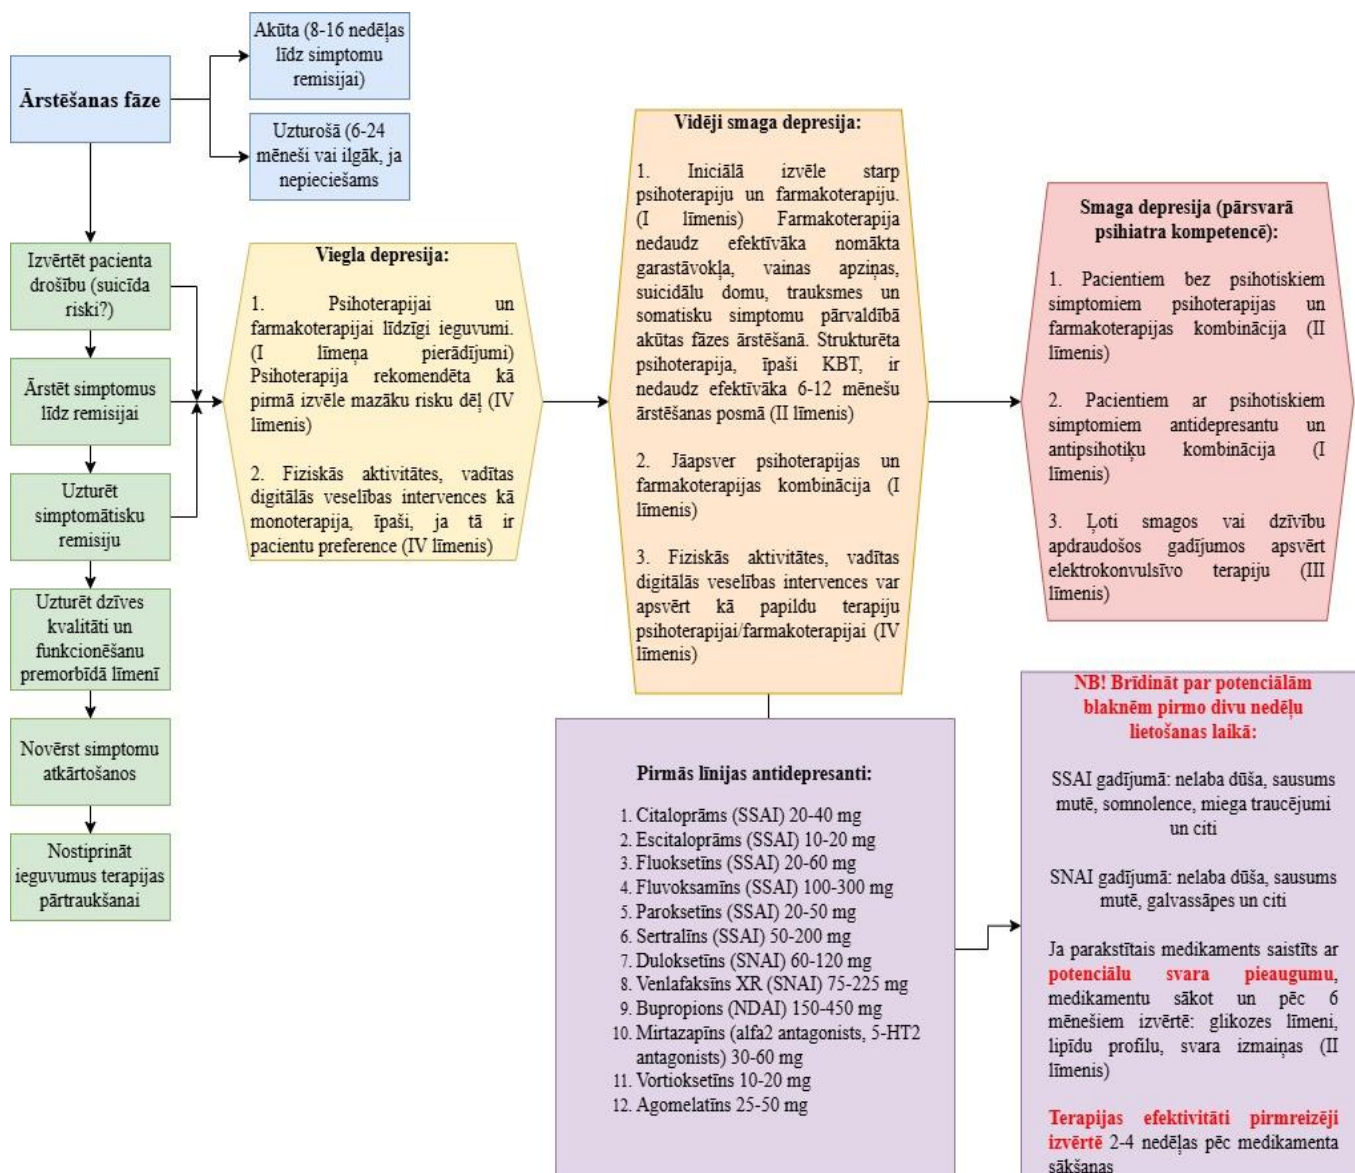 Ārstēšanas fāze
Akūta (8-16 nedēļas
līdz simptomu
remisijai)
Uzturošā (6-24
mēneši vai ilgāk, ja
nepieciešams
Izvērtēt pacienta
drošību (suicīda
riski?)
Ārstēt simptomus
līdz remisijai
Uzturēt
simptomātisku
remisiju
Uzturēt dzīves
kvalitāti un
funkcionēšanu
premorbīdā līmenī
Novērst simptomu
atkārtošanos
Nostiprināt
ieguvumus terapijas
pārtraukšanai
Viegla depresija:
1. Psihoterapijai un
farmakoterapijai līdzīgi ieguvumi.
(I līmeņa pierādījumi)
Psihoterapija rekomendēta kā
pirmā izvēle mazāku risku dēļ (IV
līmenis)
2. Fiziskās aktivitātes, vadītas
digitālās veselības intervences kā
monoterapija, īpaši, ja tā ir
pacientu preference (IV līmenis)
Vidēji smaga depresija:
1. Iniciālā izvēle starp
psihoterapiju un farmakoterapiju.
(I līmenis) Farmakoterapija
nedaudz efektīvāka nomākta
garastāvokļa, vainas apziņas,
suicidālu domu, trauksmes un
somatisku simptomu pārvaldībā
akūtas fāzes ārstēšanā. Strukturēta
psihoterapija, īpaši KBT, ir
nedaudz efektīvāka 6-12 mēnešu
ārstēšanas posmā (II līmenis)
2. Jāapsver psihoterapijas un
farmakoterapijas kombinācija (I
līmenis)
3. Fiziskās aktivitātes, vadītas
digitālās veselības intervences var
apsvērt kā papildu terapiju
psihoterapijai/farmakoterapijai (IV
līmenis)
Smaga depresija (pārsvarā
psihiatra kompetencē):
1. Pacientiem bez psihotiskiem
simptomiem psihoterapijas un
farmakoterapijas kombinācija (II
līmenis)
2. Pacientiem ar psihotiskiem
simptomiem antidepresantu un
antipsihotiķu kombinācija (I
līmenis)
3. Ļoti smagos vai dzīvību
apdraudošos gadījumos apsvērt
elektrokonvulsīvo terapiju (III
līmenis)
Pirmās līnijas antidepresanti:
1. Citaloprāms (SSAI) 20-40 mg
2. Escitaloprāms (SSAI) 10-20 mg
3. Fluoksetīns (SSAI) 20-60 mg
4. Fluvoksamīns (SSAI) 100-300 mg
5. Paroksetīns (SSAI) 20-50 mg
6. Sertralīns (SSAI) 50-200 mg
7. Duloksetīns (SNAI) 60-120 mg
8. Venlafaksīns XR (SNAI) 75-225 mg
9. Bupropions (NDAI) 150-450 mg
10. Mirtazapīns (alfa2 antagonists, 5-HT2
antagonists) 30-60 mg
11. Vortioksetīns 10-20 mg
12. Agomelatīns 25-50 mg
NB! Brīdināt par potenciālām
blaknēm pirmo divu nedēļu
lietošanas laikā:
SSAI gadījumā: nelaba dūša, sausums
mutē, somnolence, miega traucējumi
un citi
SNAI gadījumā: nelaba dūša, sausums
mutē, galvassāpes un citi
Ja parakstītais medikaments saistīts ar
potenciālu svara pieaugumu,
medikamentu sākot un pēc 6
mēnešiem izvērtē: glikozes līmeni,
lipīdu profilu, svara izmaiņas (II
līmenis)
Terapijas efektivitāti pirmreizēji
izvērtē 2-4 nedēļas pēc medikamenta
sākšanas